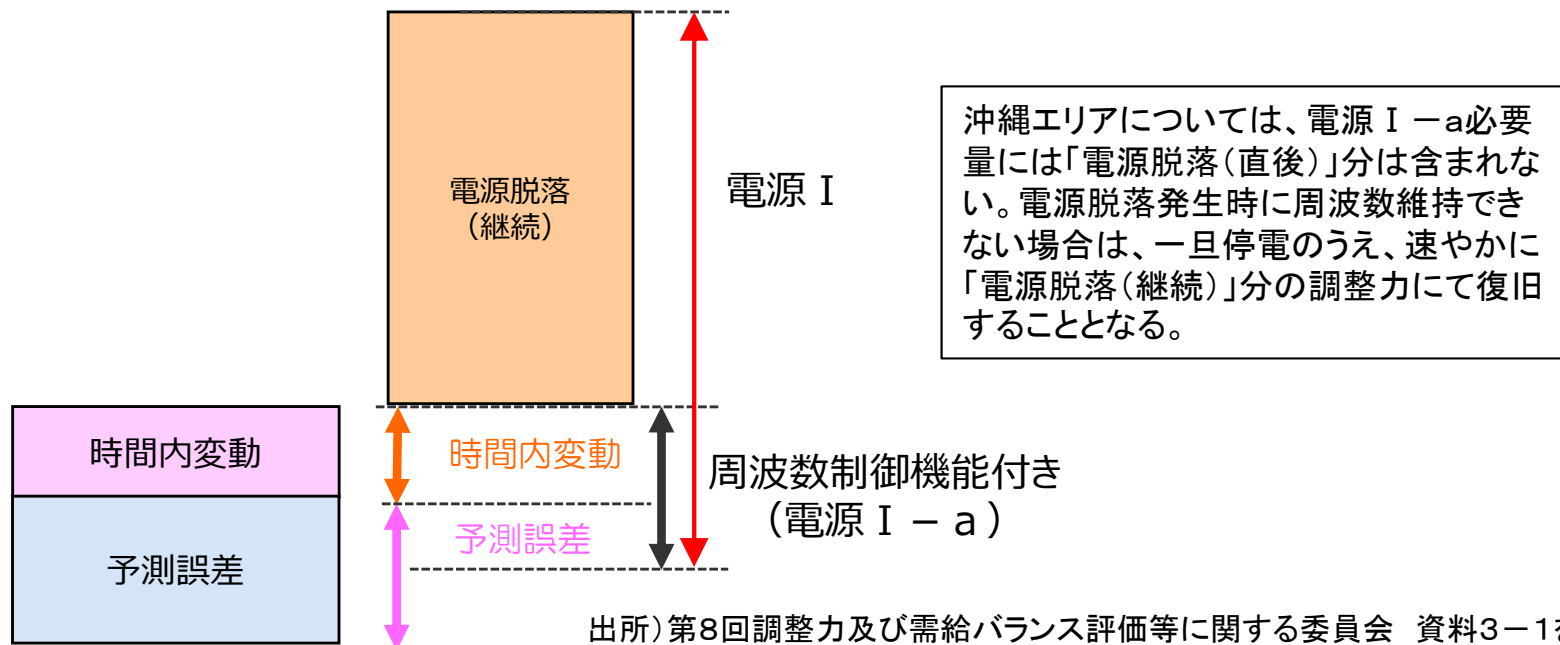 電源脱落
（継続）
電源Ⅰ
沖縄エリアについては、電源Ⅰ－a必要
量には「電源脱落（直後）」分は含まれな
い。電源脱落発生時に周波数維持でき
ない場合は、一旦停電のうえ、速やかに
「電源脱落（継続）」分の調整力にて復旧
することとなる。
時間内変動
時間内変動
周波数制御機能付き
（電源Ⅰ－a）
予測誤差
予測誤差
出所）第8回調整力及び需給バランス評価等に関する委員会 資料3－1